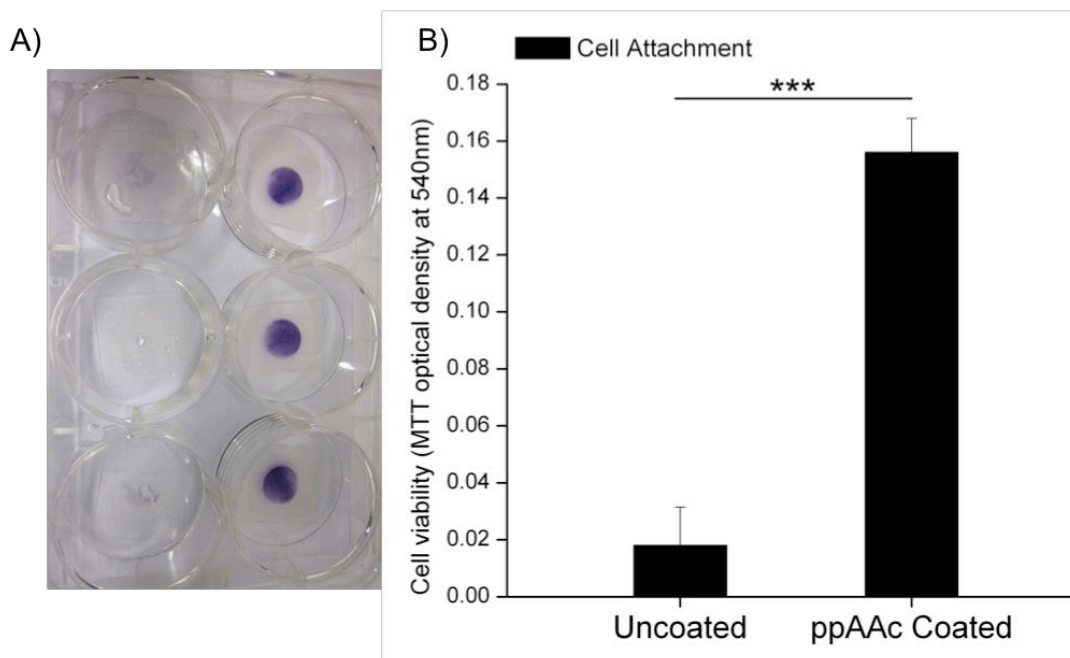 A)
B)
Cell Attachment
***
0.18
0.16
0.14
0.12
0.10
0.08
0.06
0.04
0.02
0.00
Cell viability (MTT optical density at 540nm)
Uncoated
ppAAc Coated